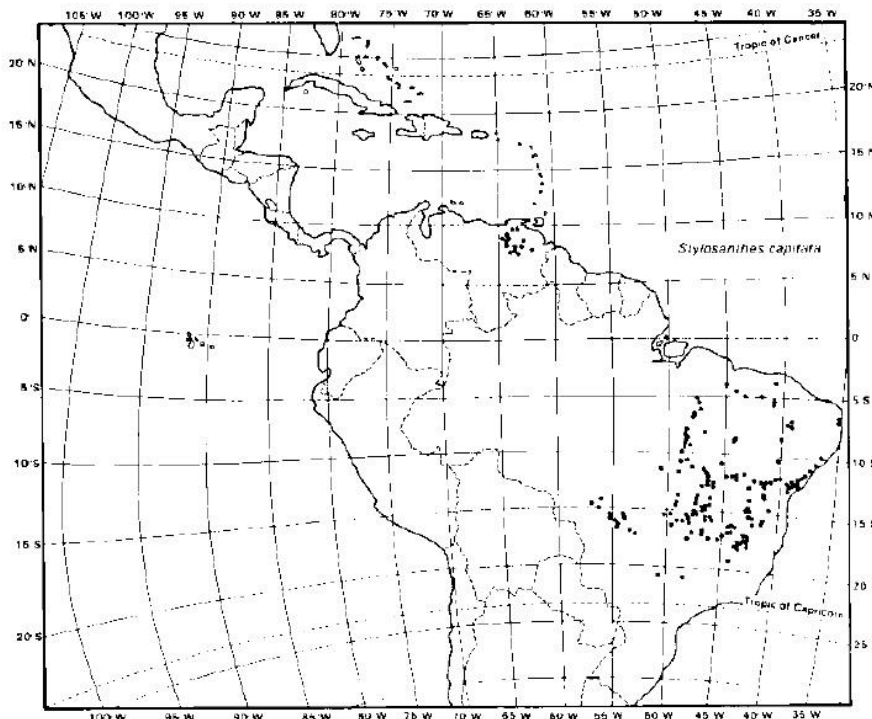 105 W 100°W 95°W 90°W 85°W 80°W 75°W 70°W 65°W 60°W 55°W 50°W 45°W 40°W 35°W
Tropic of Cancer
20 N
20°N
15°N
15°N
10°N
10°N
Stylosanthes capitata
5°N
5°N
0°
0
5°S
5°S
10°S
10°S
15°S
15°S
20
Tropic of Capricorn
20°S
25
100°W 95°W 90°W 85°W 80°W 75°W 70°W 65°W 60°W 55°W 50°W 45°W 40°W 35°W